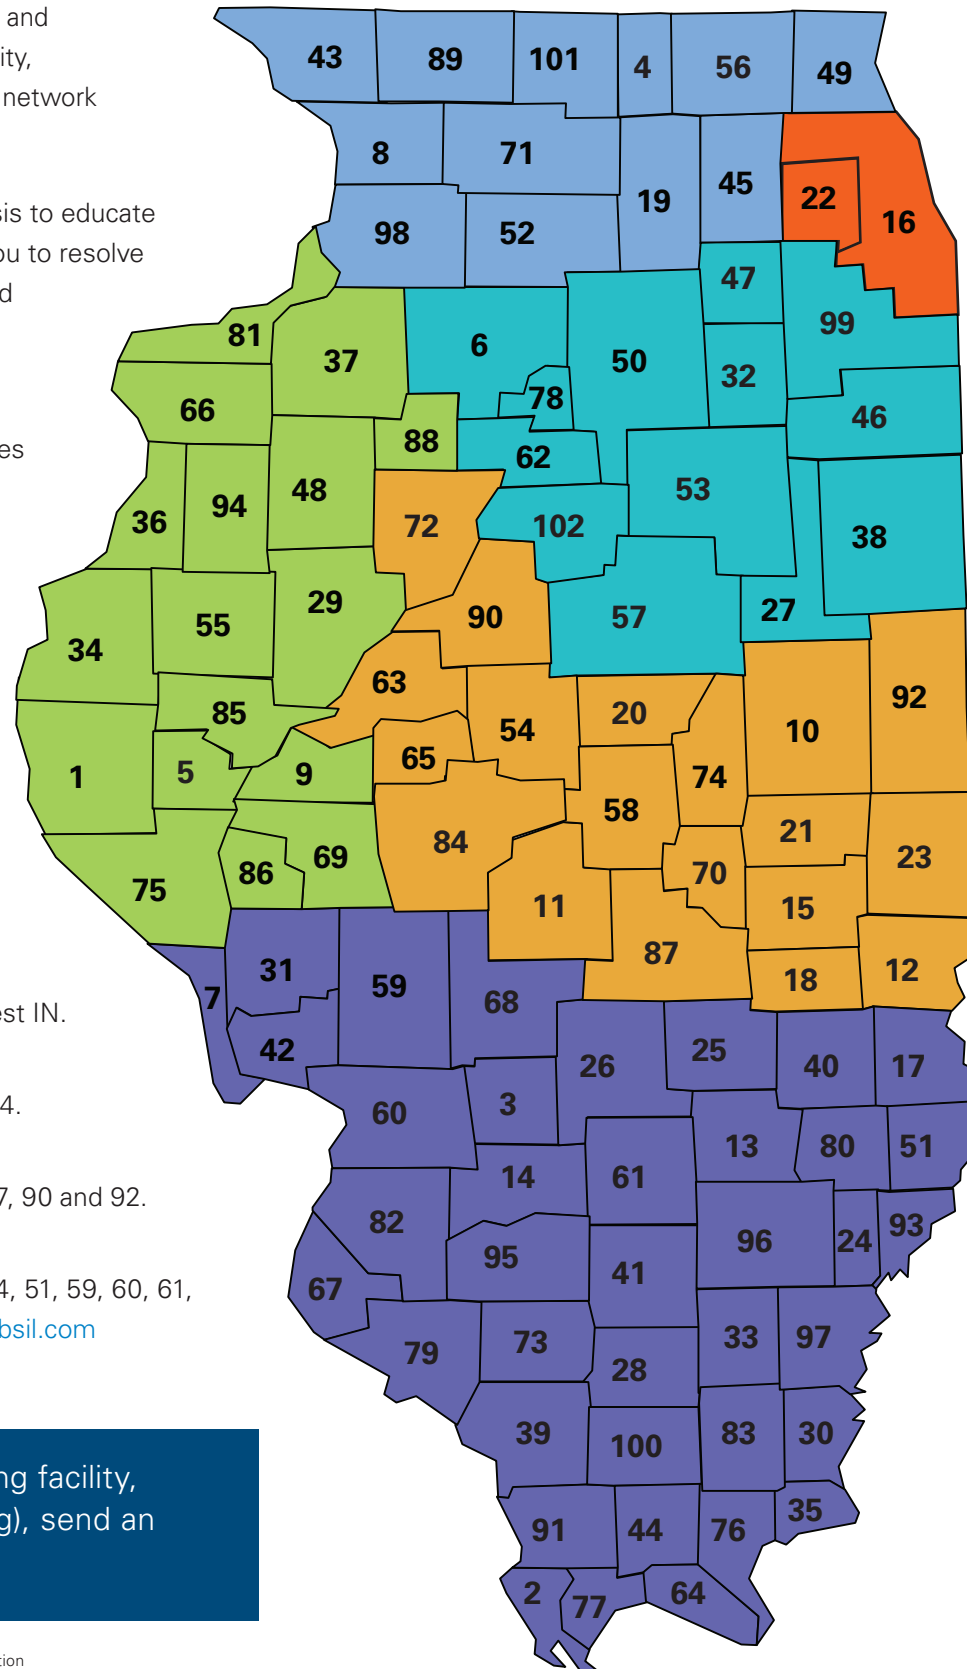 and
ity,
network
sis to educate
ou to resolve
d
es
est IN.
4.
7, 90 and 92.
4, 51, 59, 60, 61,
bsil.com
ng facility,
g), send an
tion
43 89 101 4 56 49
8 71 19 45 22 16
98 52
47 99
81 37 6 50 32
78 46
66 88 62
36 94 48 72 102 53 38
34 55 29 90 57 27
63 20 92
85 54 10
1 5 9 65 74
58 21
84 70 23
75 86 69 11 15
87 18 12
7 31 59 68
42 26 25 40 17
60 3 13 80 51
14 61
82 95 96 24 93
67 41
79 73 28 33 97
39 100 83 30
91 44 76 35
2 77 64